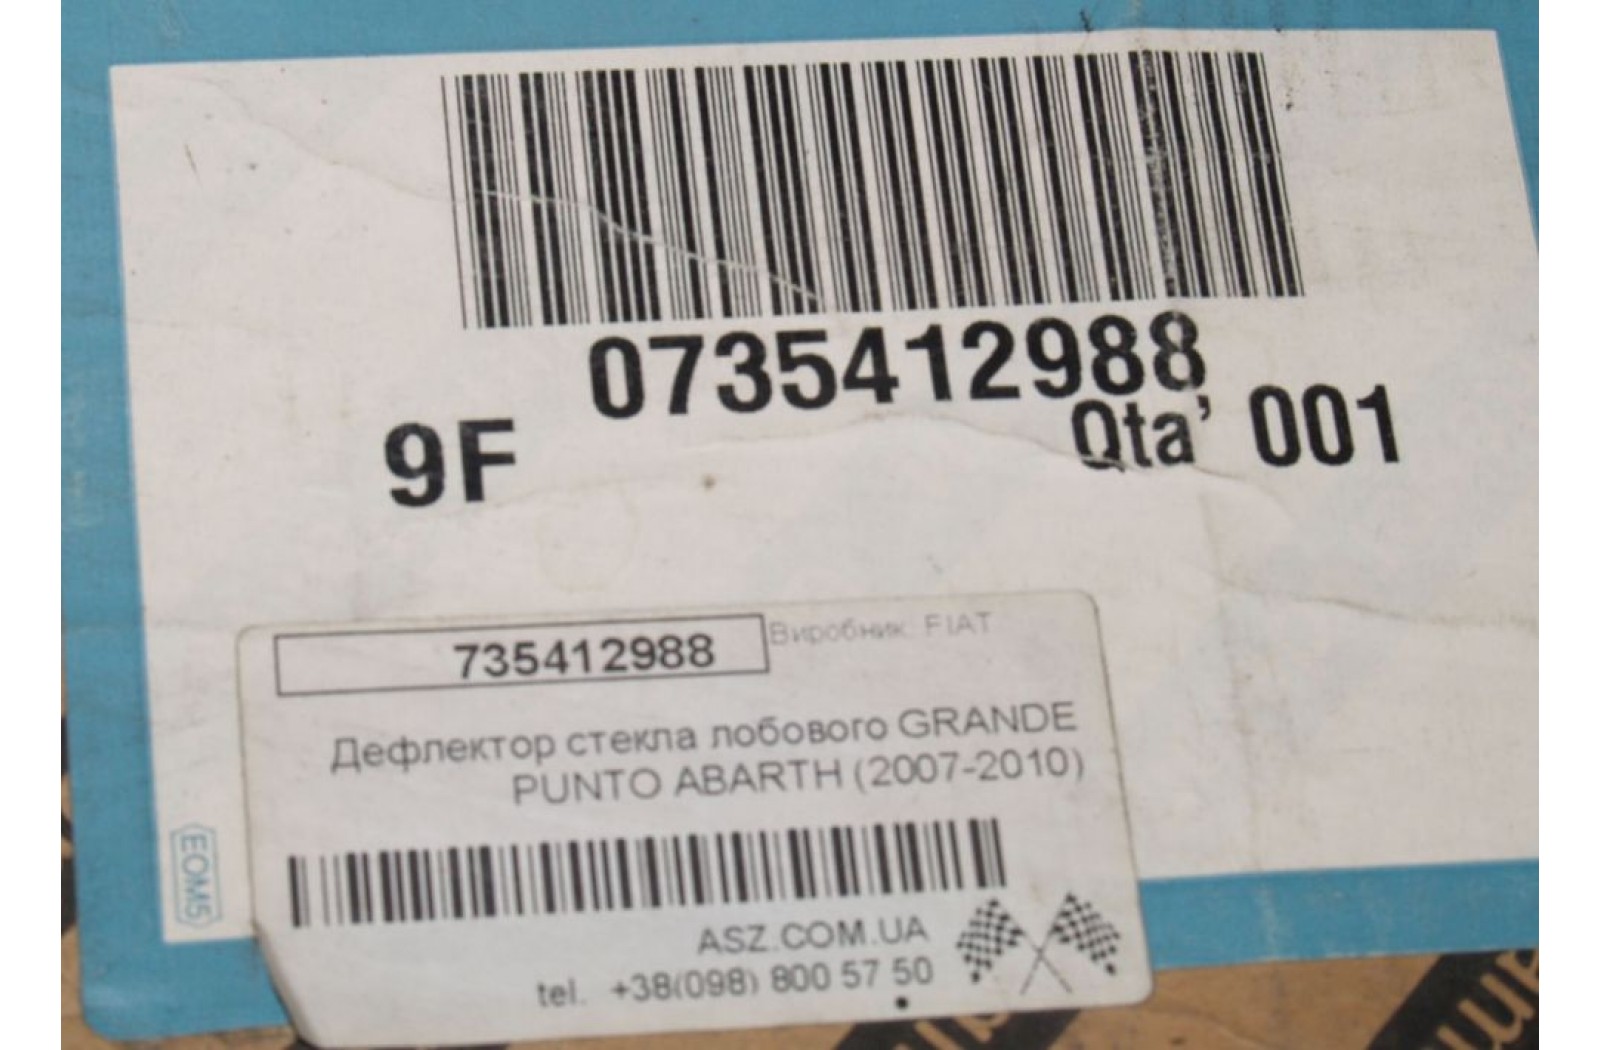 0735412988
9F
Qta' 001
735412988
Виробник: FIAT
Дефлектор стекла лобового GRANDE
PUNTO ABARTH (2007-2010)
EOM5
ASZ.COM.UA
tel. +38(098) 800 57 50